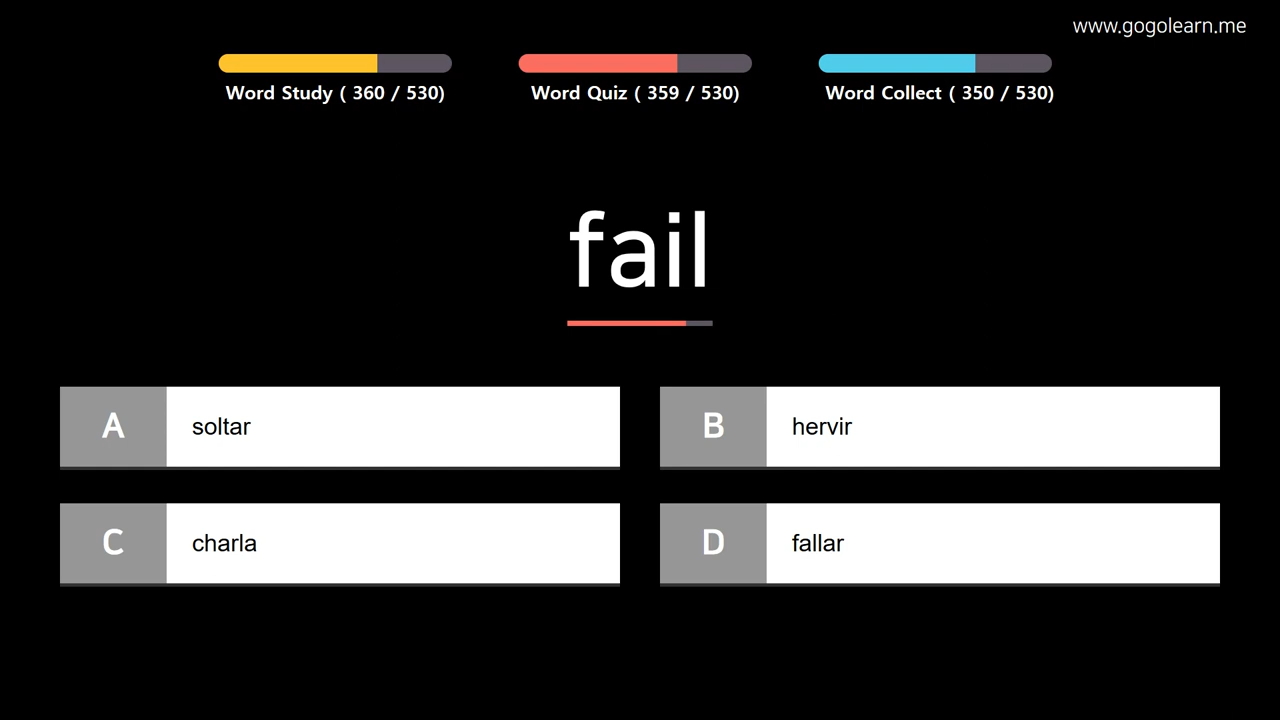 www.gogolearn.me
Word Study ( 360 / 530)
Word Quiz ( 359 / 530)
Word Collect ( 350 / 530)
fail
A soltar
B hervir
C charla
D fallar